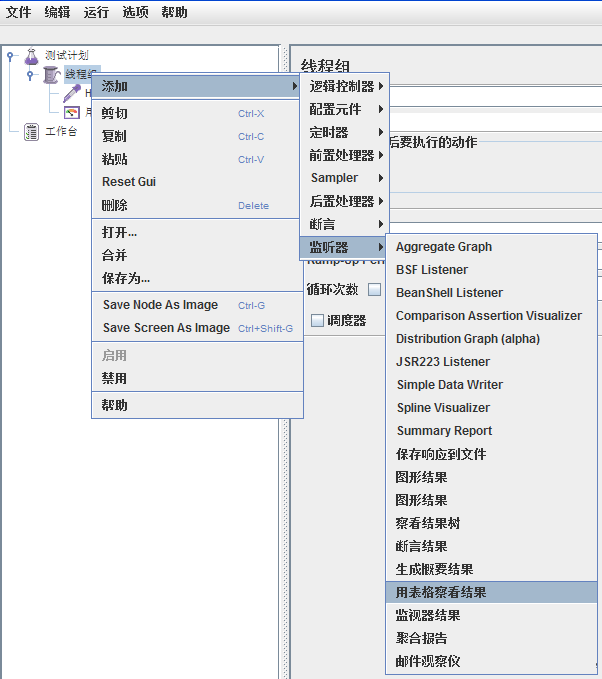 文件 编辑 运行 选项 帮助
测试计划
线程组
工作台
线程组
添加
剪切 Ctrl-X
复制 Ctrl-C
粘贴 Ctrl-V
Reset Gui
删除 Delete
打开...
合并
保存为...
Save Node As Image Ctrl-G
Save Screen As Image Ctrl+Shift-G
启用
禁用
帮助
逻辑控制器
配置元件
定时器
前置处理器
Sampler
后置处理器
断言
监听器
后要执行的动作
循环次数
调度器
Aggregate Graph
BSF Listener
BeanShell Listener
Comparison Assertion Visualizer
Distribution Graph (alpha)
JSR223 Listener
Simple Data Writer
Spline Visualizer
Summary Report
保存响应到文件
图形结果
图形结果
察看结果树
断言结果
生成概要结果
用表格察看结果
监视器结果
聚合报告
邮件观察仪